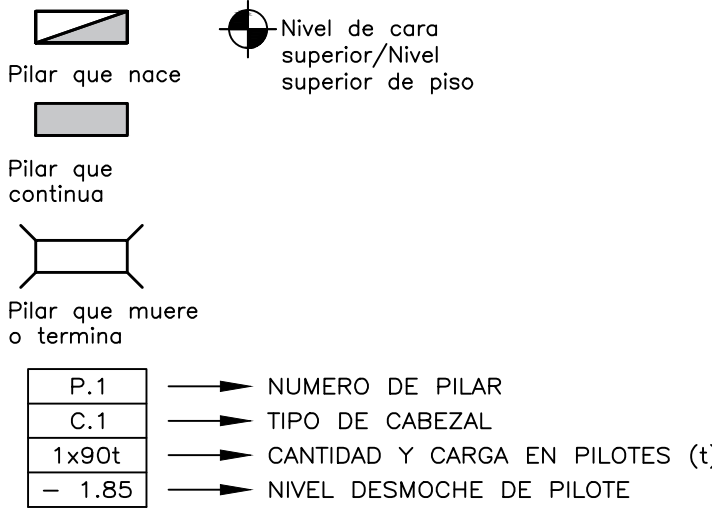 Nivel de cara
superior/Nivel
superior de piso
Pilar que nace
Pilar que
continua
Pilar que muere
o termina
P.1 NUMERO DE PILAR
C.1 TIPO DE CABEZAL
1x90t CANTIDAD Y CARGA EN PILOTES (t)
- 1.85 NIVEL DESMOCHE DE PILOTE